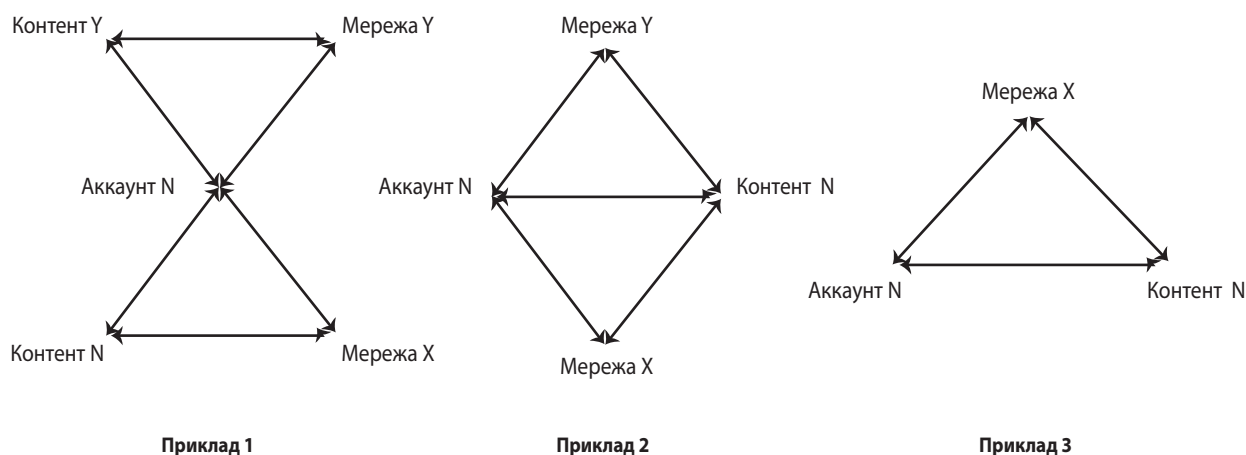 Контент Y
Мережа Y
Аккаунт N
Контент N
Мережа X
Приклад 1
Мережа Y
Аккаунт N
Контент N
Мережа X
Приклад 2
Мережа X
Аккаунт N
Контент N
Приклад 3